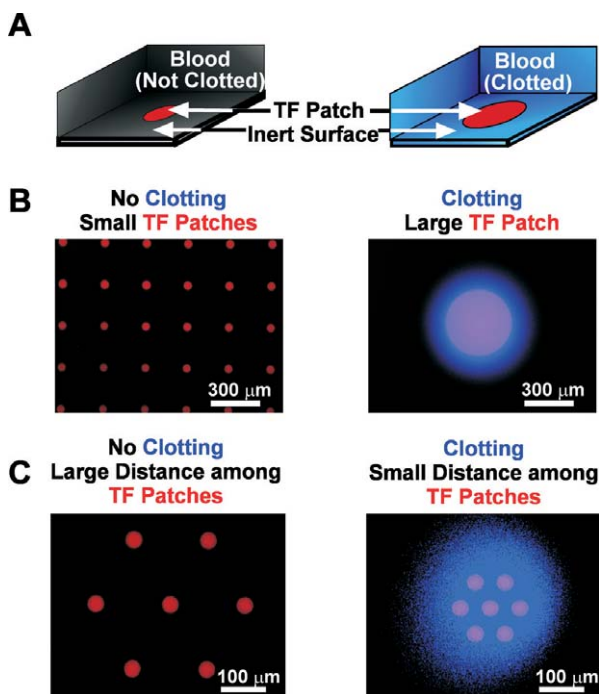 A
Blood
(Not Clotted)
Blood
(Clotted)
TF Patch
Inert Surface
B
No Clotting
Small TF Patches
Clotting
Large TF Patch
300 μm
300 μm
C
No Clotting
Large Distance among
TF Patches
Clotting
Small Distance among
TF Patches
100 μm
100 μm